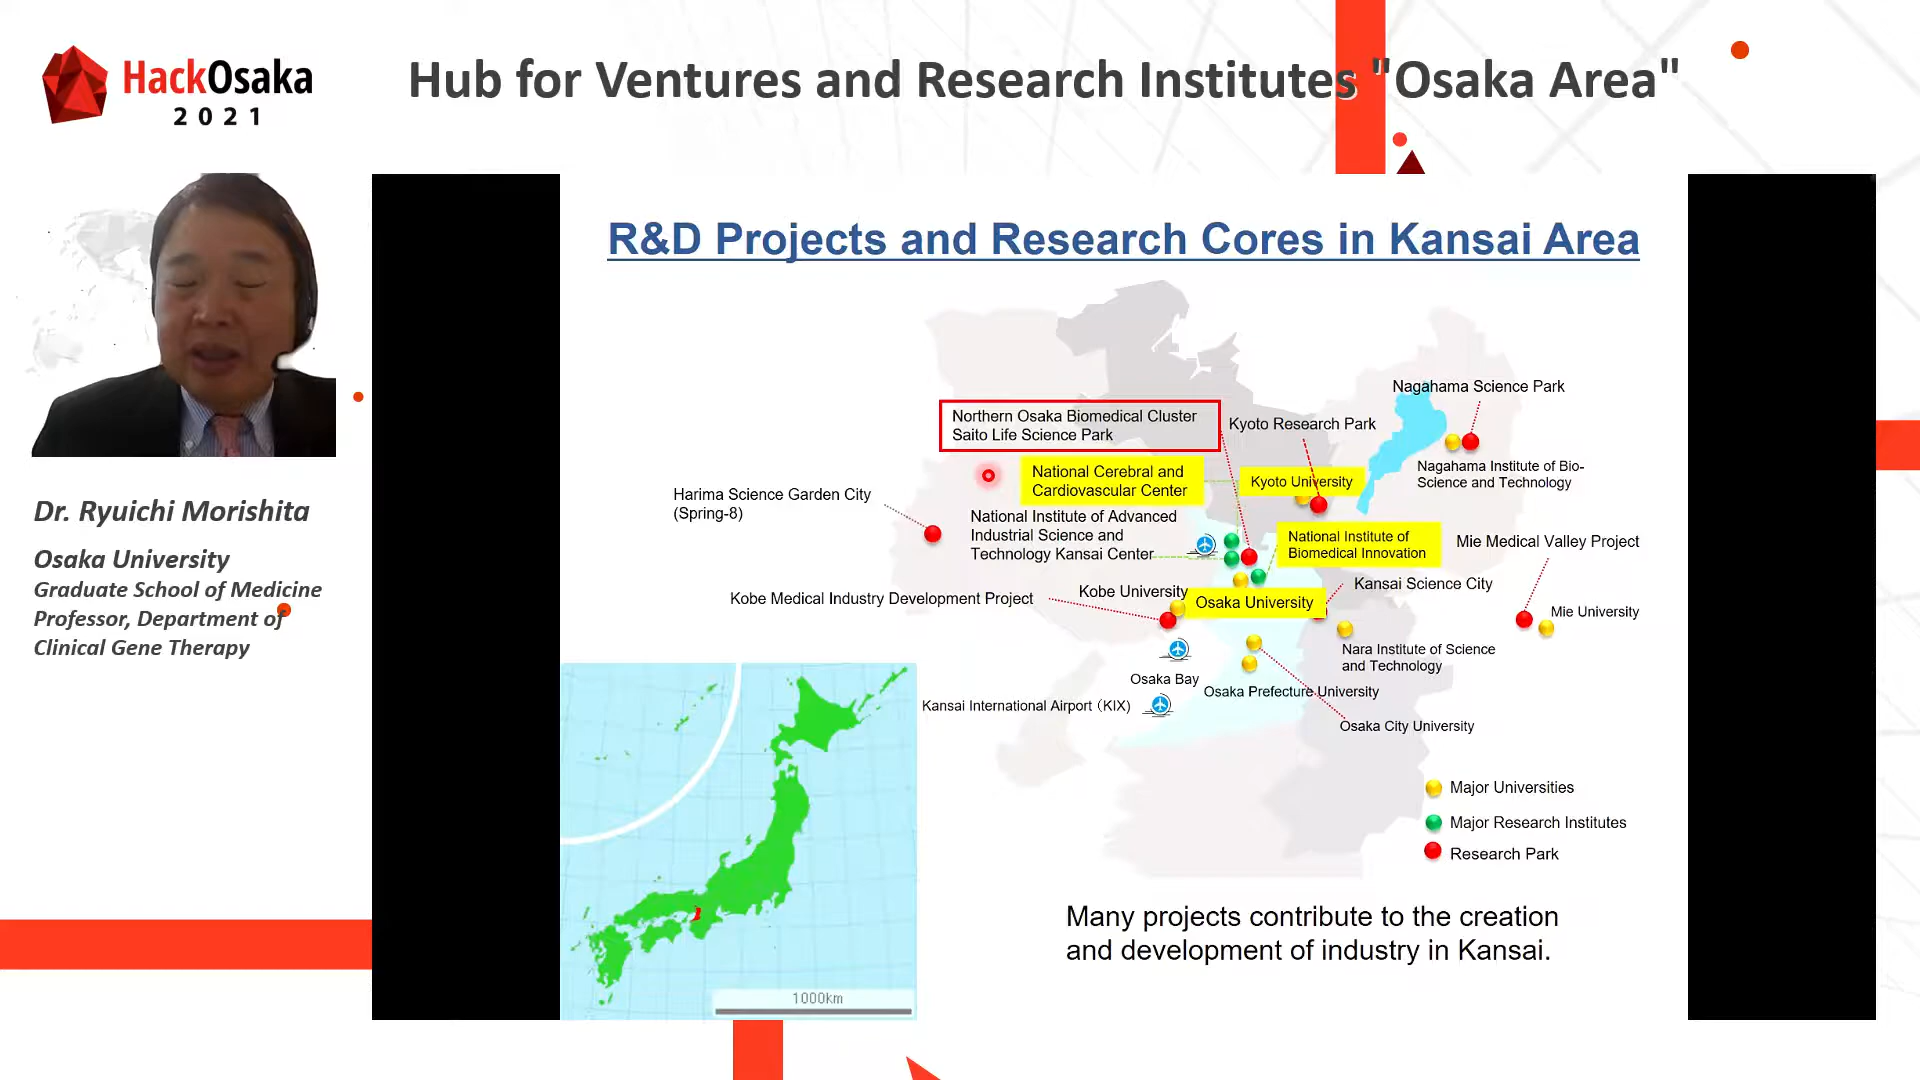 HackOsaka
2021
Hub for Ventures and Research Institutes "Osaka Area"
Dr. Ryuichi Morishita
Osaka University
Graduate School of Medicine
Professor, Department of
Clinical Gene Therapy
R&D Projects and Research Cores in Kansai Area
Nagahama Science Park
Northern Osaka Biomedical Cluster
Saito Life Science Park
Kyoto Research Park
National Cerebral and
Cardiovascular Center
Kyoto University
Nagahama Institute of Bio-
Science and Technology
Harima Science Garden City
(Spring-8)
National Institute of Advanced
Industrial Science and
Technology Kansai Center
National Institute of
Biomedical Innovation
Mie Medical Valley Project
Kansai Science City
Kobe University
Kobe Medical Industry Development Project
Osaka University
Mie University
Nara Institute of Science
and Technology
Osaka Bay
Osaka Prefecture University
Kansai International Airport (KIX)
Osaka City University
Major Universities
Major Research Institutes
Research Park
Many projects contribute to the creation
and development of industry in Kansai.
1000km